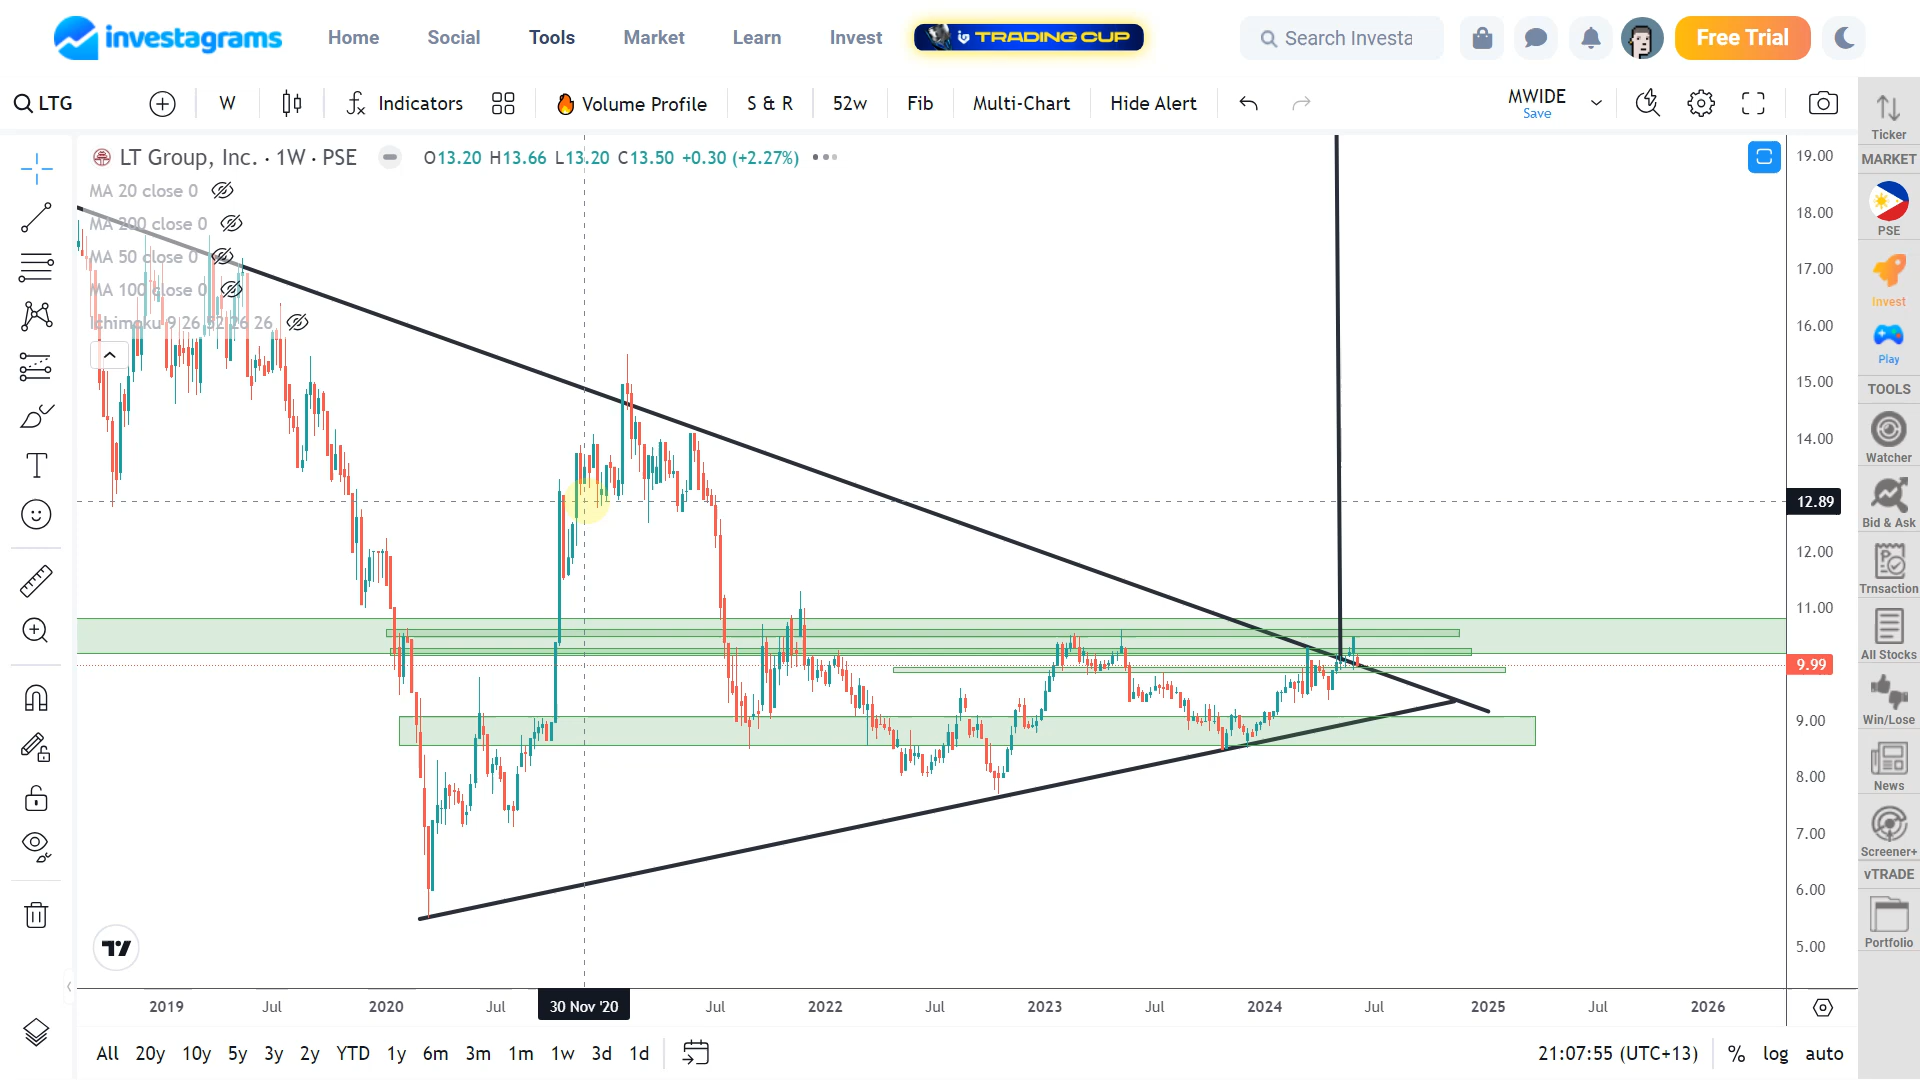 investagrams Home Social Tools Market Learn Invest TRADING CUP Search Investa Free Trial
LTG W Indicators Volume Profile S & R 52w Fib Multi-Chart Hide Alert MWIDE
Save
LT Group, Inc. · 1W · PSE O13.20 H13.66 L13.20 C13.50 +0.30 (+2.27%)
MA 20 close 0
MA 200 close 0
MA 50 close 0
MA 100 close 0
Ichimoku 9 26 52 26 26
19.00
18.00
17.00
16.00
15.00
14.00
12.89
12.00
11.00
9.99
9.00
8.00
7.00
6.00
5.00
2019 Jul 2020 Jul 30 Nov '20 Jul 2022 Jul 2023 Jul 2024 Jul 2025 Jul 2026
All 20y 10y 5y 3y 2y YTD 1y 6m 3m 1m 1w 3d 1d 21:07:55 (UTC+13) % log auto
Ticker
MARKET
PSE
Invest
Play
TOOLS
Watcher
Bid & Ask
Trnsaction
All Stocks
Win/Lose
News
Screener+
vTRADE
Portfolio